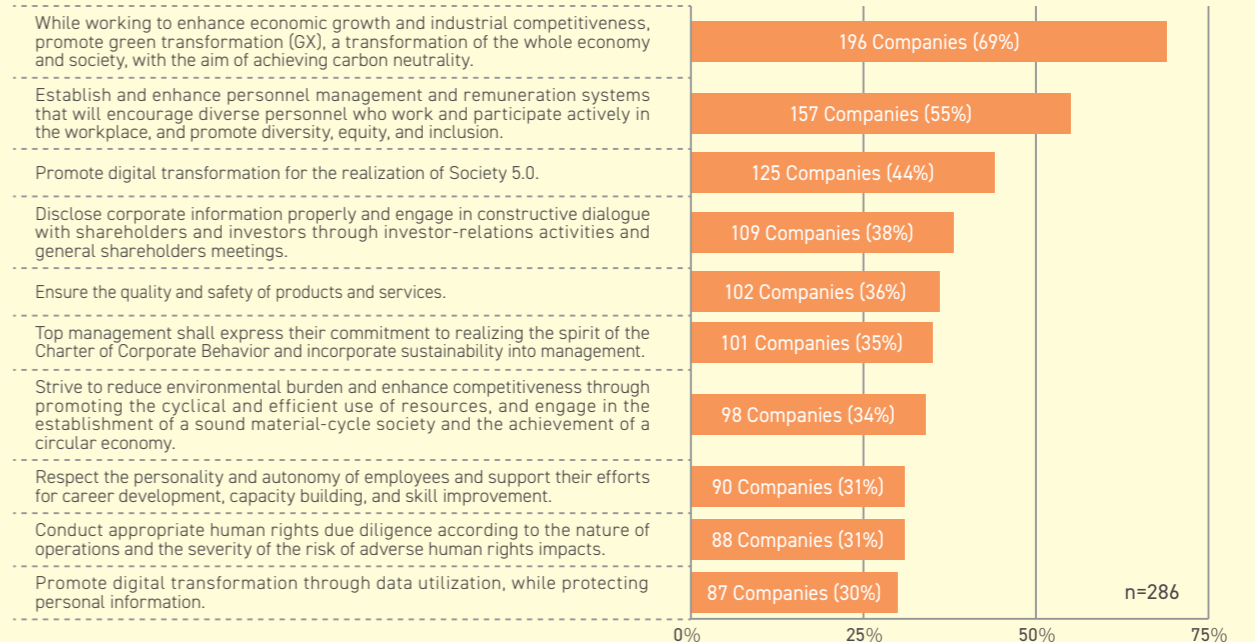 While working to enhance economic growth and industrial competitiveness,
promote green transformation (GX), a transformation of the whole economy
and society, with the aim of achieving carbon neutrality.
196 Companies (69%)
Establish and enhance personnel management and remuneration systems
that will encourage diverse personnel who work and participate actively in
the workplace, and promote diversity, equity, and inclusion.
157 Companies (55%)
Promote digital transformation for the realization of Society 5.0.
125 Companies (44%)
Disclose corporate information properly and engage in constructive dialogue
with shareholders and investors through investor-relations activities and
general shareholders meetings.
109 Companies (38%)
Ensure the quality and safety of products and services.
102 Companies (36%)
Top management shall express their commitment to realizing the spirit of the
Charter of Corporate Behavior and incorporate sustainability into management.
101 Companies (35%)
Strive to reduce environmental burden and enhance competitiveness through
promoting the cyclical and efficient use of resources, and engage in the
establishment of a sound material-cycle society and the achievement of a
circular economy.
98 Companies (34%)
Respect the personality and autonomy of employees and support their efforts
for career development, capacity building, and skill improvement.
90 Companies (31%)
Conduct appropriate human rights due diligence according to the nature of
operations and the severity of the risk of adverse human rights impacts.
88 Companies (31%)
Promote digital transformation through data utilization, while protecting
personal information.
87 Companies (30%)
n=286
0% 25% 50% 75%